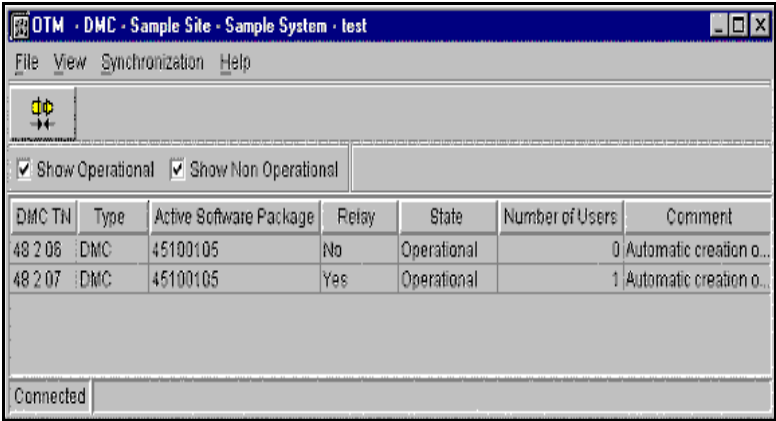 OTM - DMC - Sample Site - Sample System - test
File View Synchronization Help
Show Operational Show Non Operational
DMC TN Type Active Software Package Relay State Number of Users Comment
48 2 06 DMC 45100105 No Operational 0 Automatic creation o...
48 2 07 DMC 45100105 Yes Operational 1 Automatic creation o...
Connected